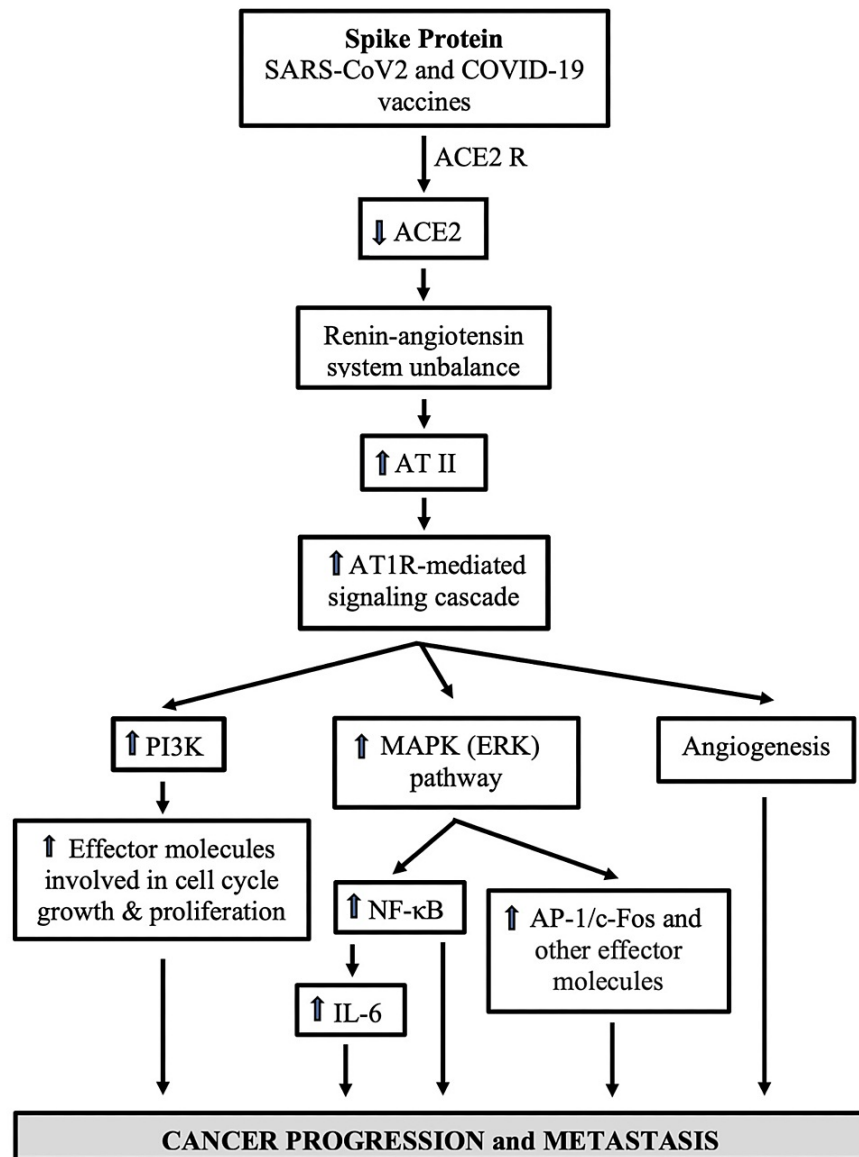 Spike Protein
SARS-CoV2 and COVID-19
vaccines
ACE2 R
⇓ ACE2
Renin-angiotensin
system unbalance
⇑ AT II
⇑ AT1R-mediated
signaling cascade
⇑ PI3K
⇑ MAPK (ERK)
pathway
Angiogenesis
⇑ Effector molecules
involved in cell cycle
growth & proliferation
⇑ NF-κB
⇑ AP-1/c-Fos and
other effector
molecules
⇑ IL-6
CANCER PROGRESSION and METASTASIS